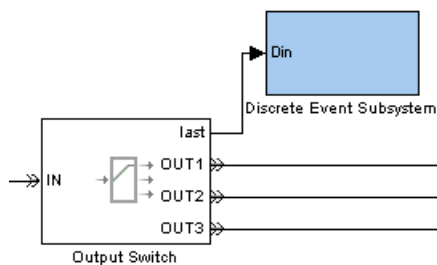 Din
Discrete Event Subsystem
last
IN
OUT1
OUT2
OUT3
Output Switch